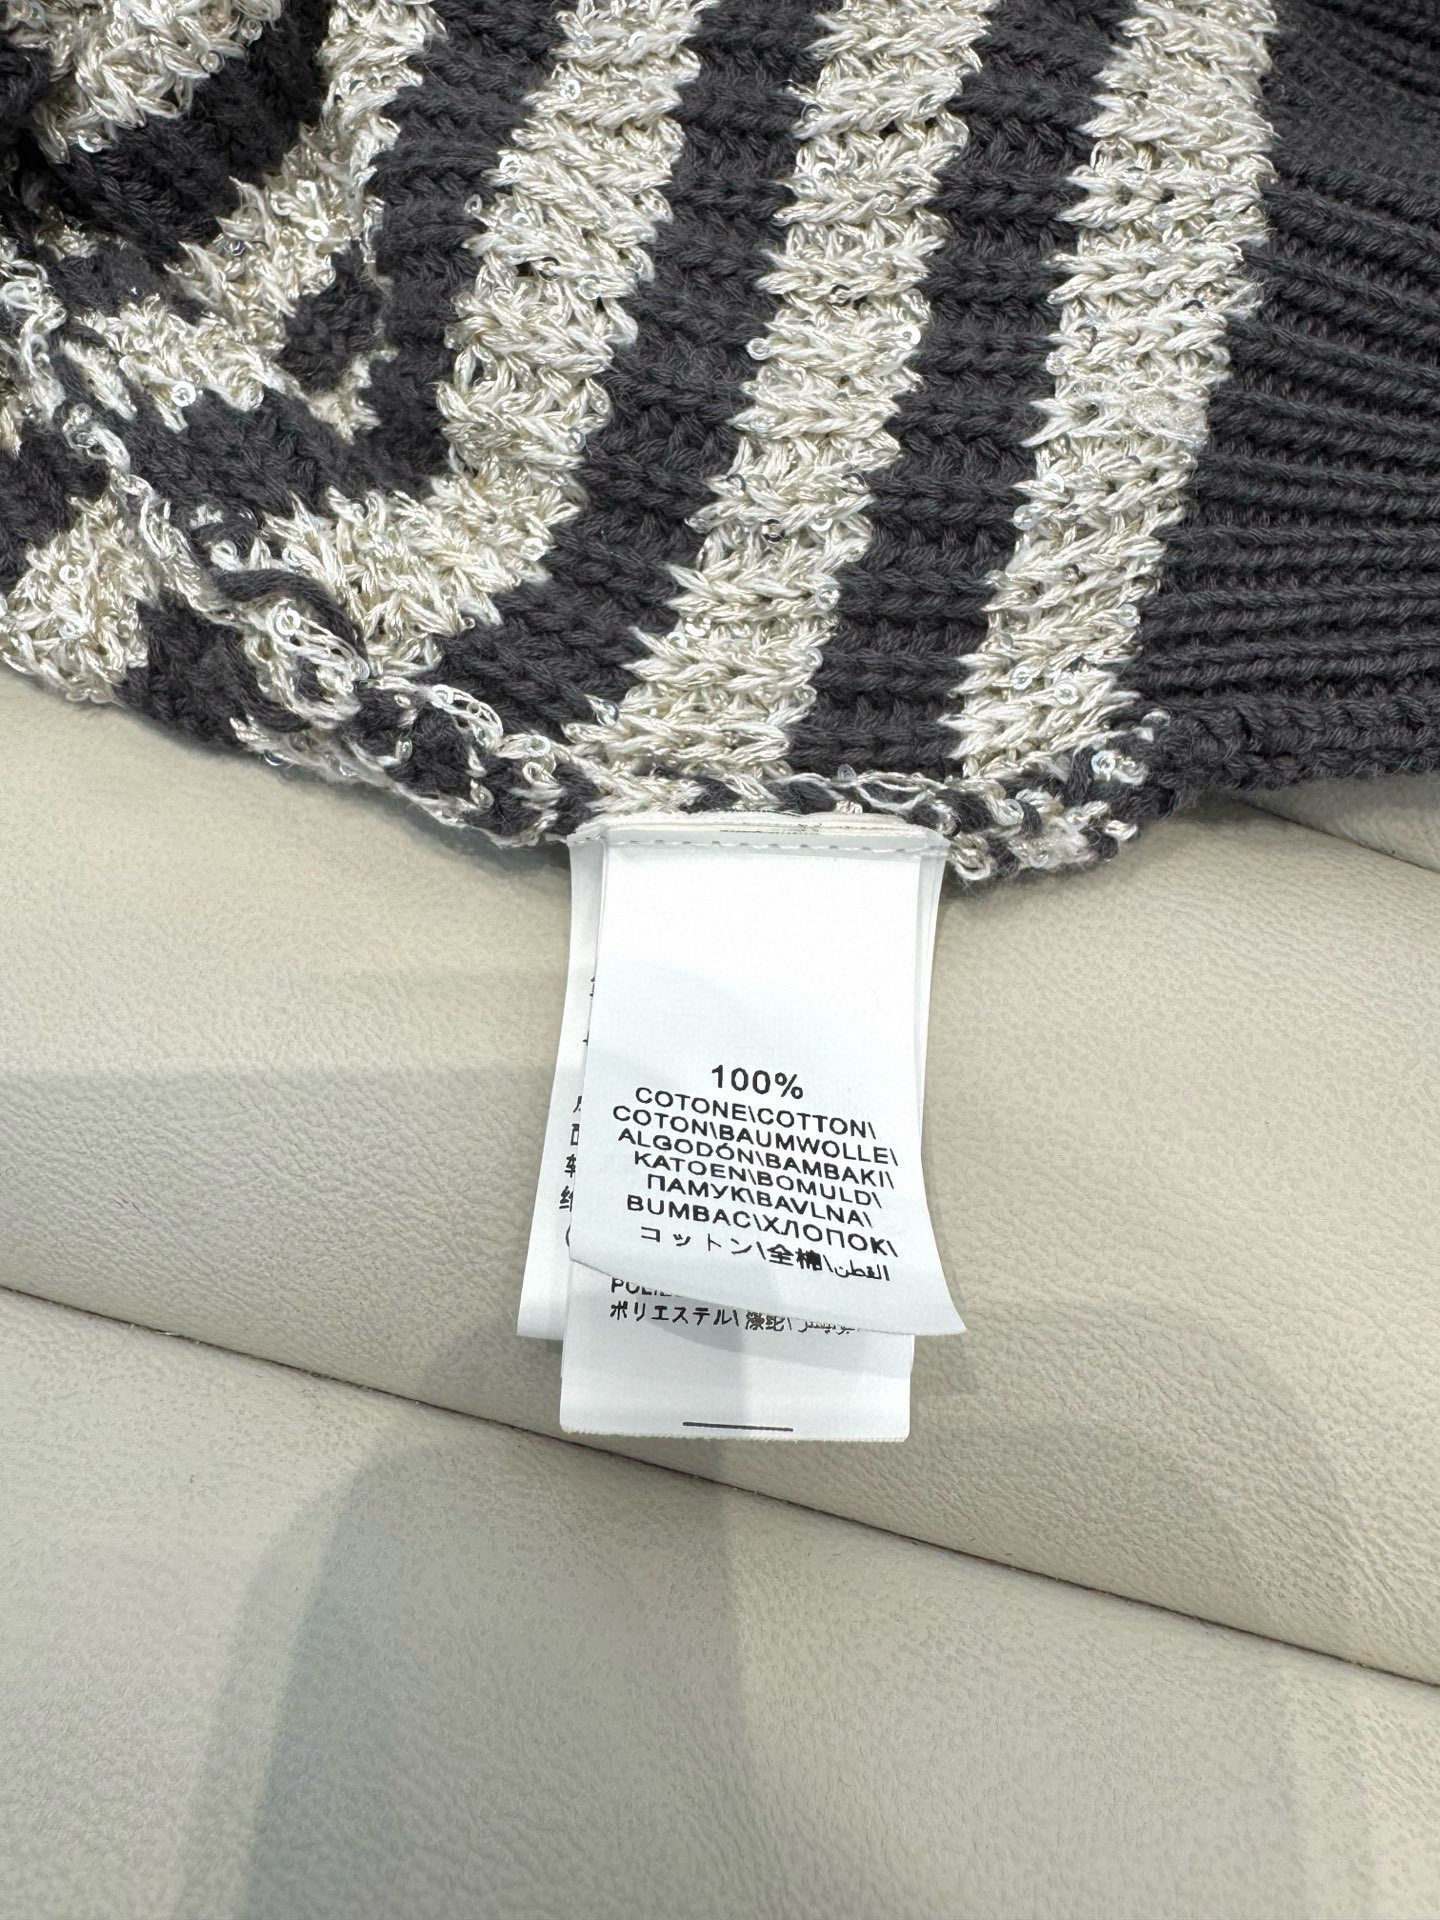 100%
COTONE\COTTON\
COTON\BAUMWOLLE\
ALGODÓN\BAMBAKI\
KATOEN\BOMULD\
ПАМУК\BAVLNA\
BUMBAC\ХЛОПОК\
コットン\全棉\القطن
ポリエステル\